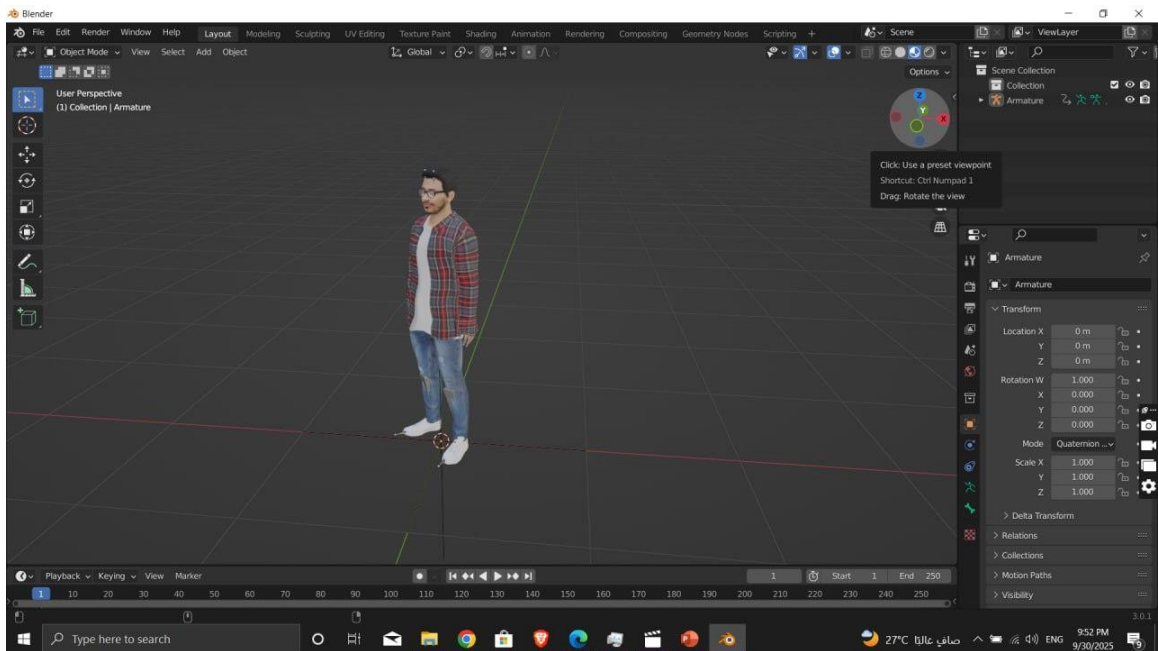 Blender
File Edit Render Window Help Layout Modeling Sculpting UV Editing Texture Paint Shading Animation Rendering Compositing Geometry Nodes Scripting + Scene ViewLayer
Object Mode View Select Add Object Global
Options
User Perspective
(1) Collection | Armature
Z
Y
X
Click: Use a preset viewpoint
Shortcut: Ctrl Numpad 1
Drag: Rotate the view
Scene Collection
Collection
Armature
Armature
Armature
Transform
Location X 0 m
Y 0 m
Z 0 m
Rotation W 1.000
X 0.000
Y 0.000
Z 0.000
Mode Quaternion ...
Scale X 1.000
Y 1.000
Z 1.000
Delta Transform
Relations
Collections
Motion Paths
Visibility
Playback Keying View Marker 1 Start 1 End 250
1 10 20 30 40 50 60 70 80 90 100 110 120 130 140 150 160 170 180 190 200 210 220 230 240 250
3.0.1
Type here to search 27°C صافٍ غالبًا ENG 9:52 PM
9/30/2025
9